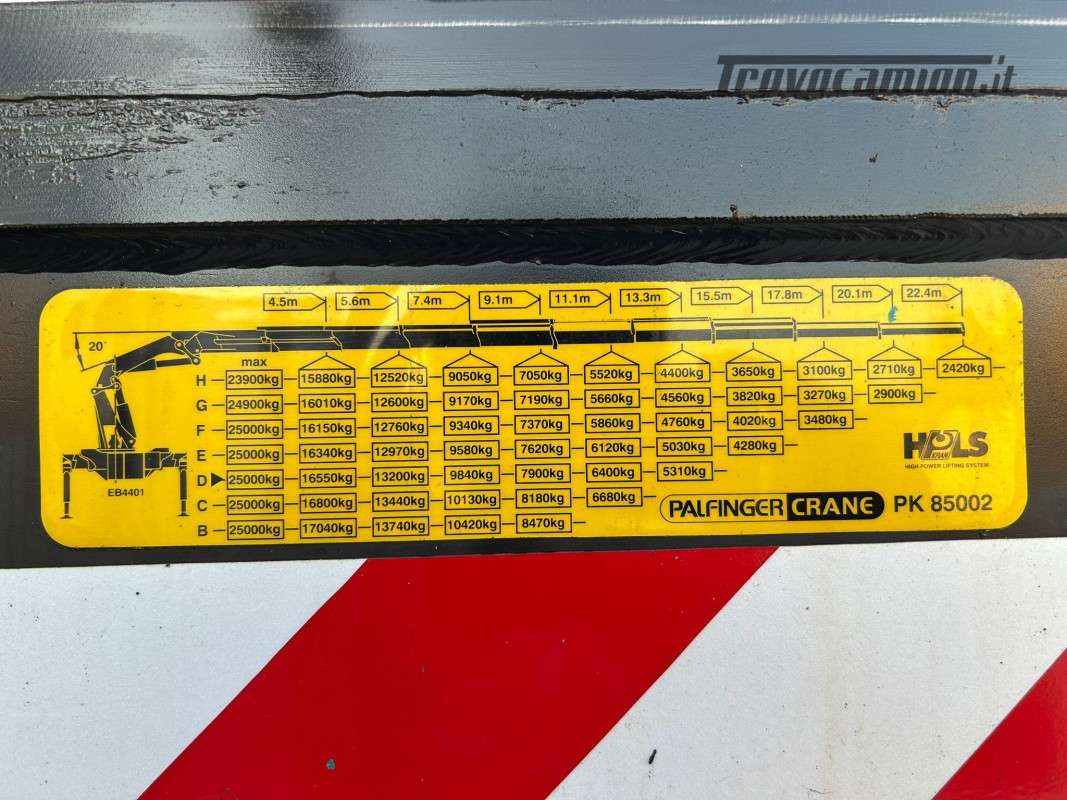 Trovacamion.it
4.5m 5.6m 7.4m 9.1m 11.1m 13.3m 15.5m 17.8m 20.1m 22.4m
20°
max
H 23900kg 15880kg 12520kg 9050kg 7050kg 5520kg 4400kg 3650kg 3100kg 2710kg 2420kg
G 24900kg 16010kg 12600kg 9170kg 7190kg 5660kg 4560kg 3820kg 3270kg 2900kg
F 25000kg 16150kg 12760kg 9340kg 7370kg 5860kg 4760kg 4020kg 3480kg
E 25000kg 16340kg 12970kg 9580kg 7620kg 6120kg 5030kg 4280kg
D 25000kg 16550kg 13200kg 9840kg 7900kg 6400kg 5310kg
C 25000kg 16800kg 13440kg 10130kg 8180kg 6680kg
B 25000kg 17040kg 13740kg 10420kg 8470kg
EB4401
HPLS
KRAN
HIGH-POWER LIFTING SYSTEM
PALFINGER CRANE PK 85002